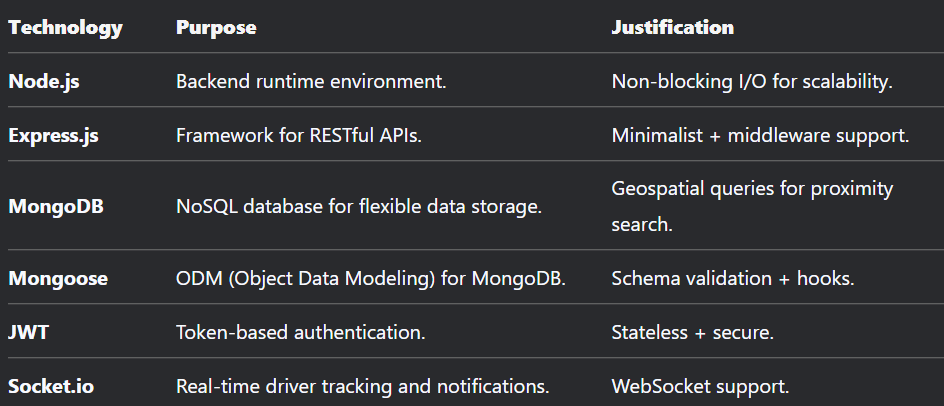 Technology Purpose Justification
Node.js Backend runtime environment. Non-blocking I/O for scalability.
Express.js Framework for RESTful APIs. Minimalist + middleware support.
MongoDB NoSQL database for flexible data storage. Geospatial queries for proximity
search.
Mongoose ODM (Object Data Modeling) for MongoDB. Schema validation + hooks.
JWT Token-based authentication. Stateless + secure.
Socket.io Real-time driver tracking and notifications. WebSocket support.